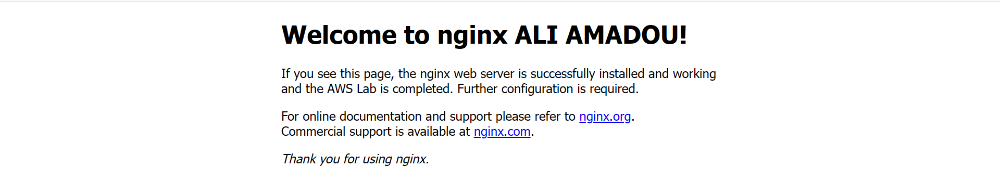 Welcome to nginx ALI AMADOU!
If you see this page, the nginx web server is successfully installed and working
and the AWS Lab is completed. Further configuration is required.
For online documentation and support please refer to nginx.org.
Commercial support is available at nginx.com.
Thank you for using nginx.